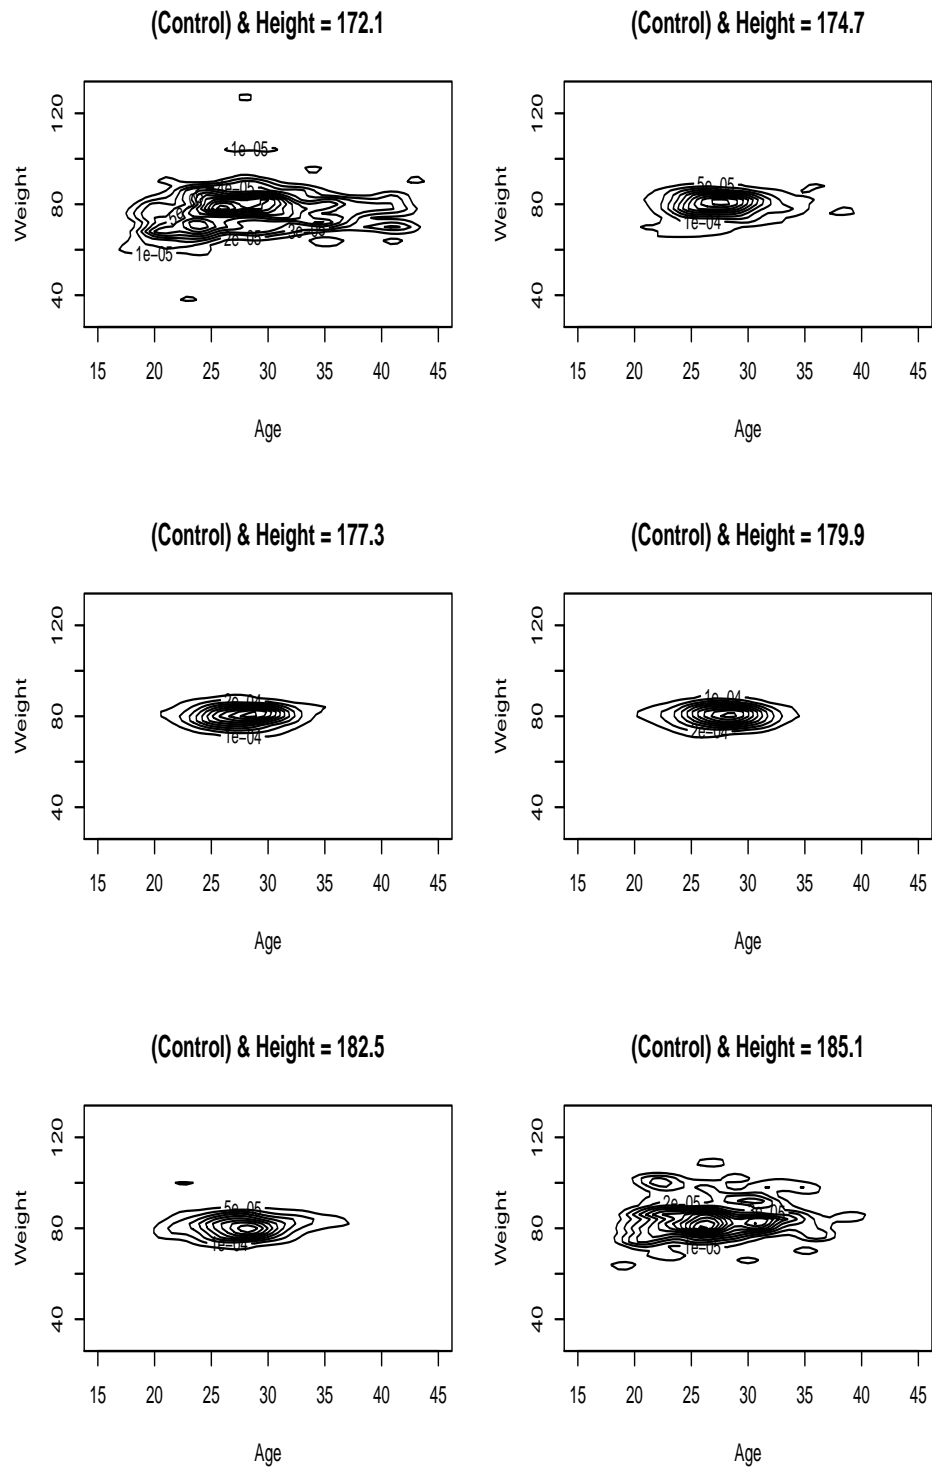 (Control) & Height = 172.1
(Control) & Height = 174.7
Weight
40
80
120
1e−05
2e−05
1e−05
15 20 25 30 35 40 45
Age
Weight
40
80
120
5e−05
1e−04
15 20 25 30 35 40 45
Age
(Control) & Height = 177.3
(Control) & Height = 179.9
Weight
40
80
120
2e−04
1e−04
15 20 25 30 35 40 45
Age
Weight
40
80
120
1e−04
2e−04
15 20 25 30 35 40 45
Age
(Control) & Height = 182.5
(Control) & Height = 185.1
Weight
40
80
120
5e−05
1e−04
15 20 25 30 35 40 45
Age
Weight
40
80
120
2e−05
1e−05
15 20 25 30 35 40 45
Age